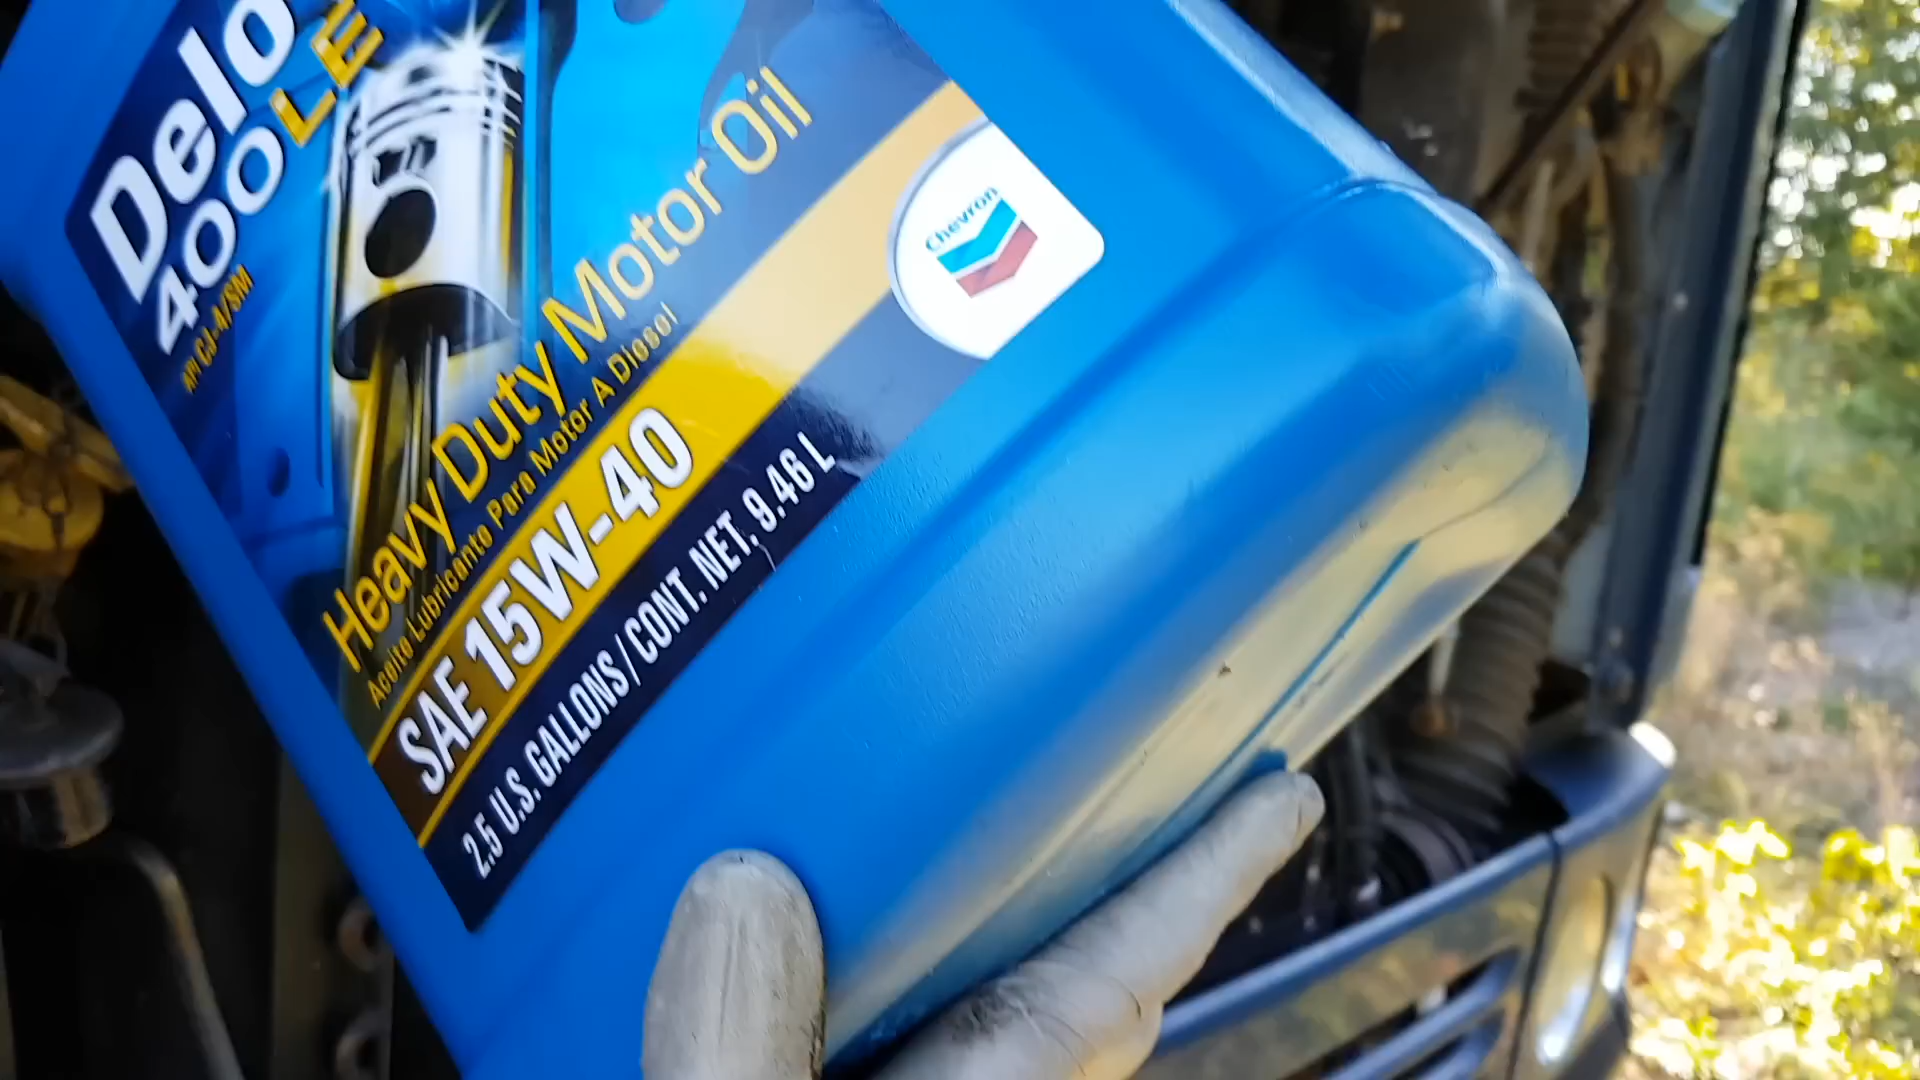 Delo
400 LE
API CJ-4/SM
Heavy Duty Motor Oil
Aceite Lubricante Para Motor A Diesel
SAE 15W-40
2.5 U.S. GALLONS/CONT. NET. 9.46 L
Chevron